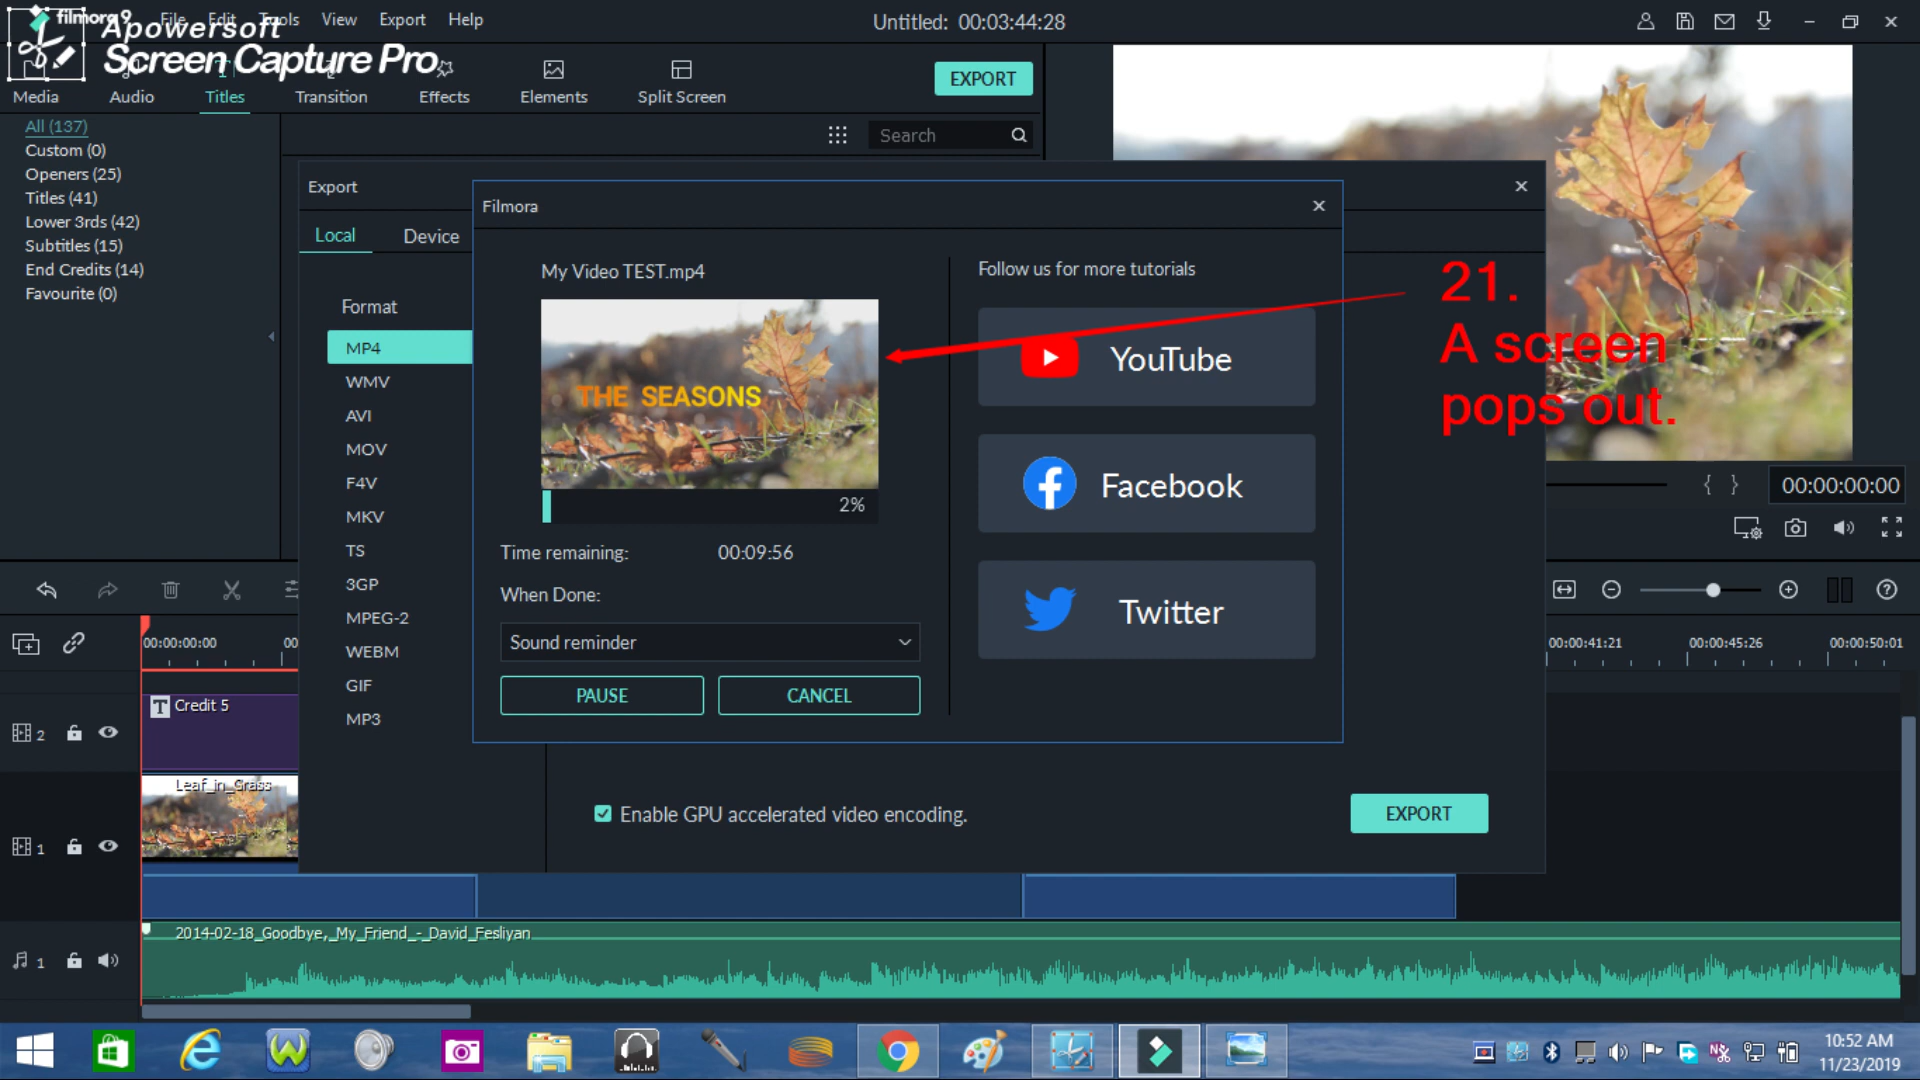 filmora9 File Edit Tools View Export Help
Untitled: 00:03:44:28
Apowersoft
Screen Capture Pro
Media Audio Titles Transition Effects Elements Split Screen
EXPORT
Search
All (137)
Custom (0)
Openers (25)
Titles (41)
Lower 3rds (42)
Subtitles (15)
End Credits (14)
Favourite (0)
Export
Local Device
Format
MP4
WMV
AVI
MOV
F4V
MKV
TS
3GP
MPEG-2
WEBM
GIF
MP3
Filmora
My Video TEST.mp4
THE SEASONS
2%
Time remaining: 00:09:56
When Done:
Sound reminder
PAUSE CANCEL
Follow us for more tutorials
YouTube
Facebook
Twitter
Enable GPU accelerated video encoding.
EXPORT
21.
A screen
pops out.
{ } 00:00:00:00
00:00:00:00 00
00:00:41:21 00:00:45:26 00:00:50:01
T Credit 5
2
Leaf_in_Grass
1
2014-02-18_Goodbye,_My_Friend_-_David_Fesliyan
1
10:52 AM
11/23/2019